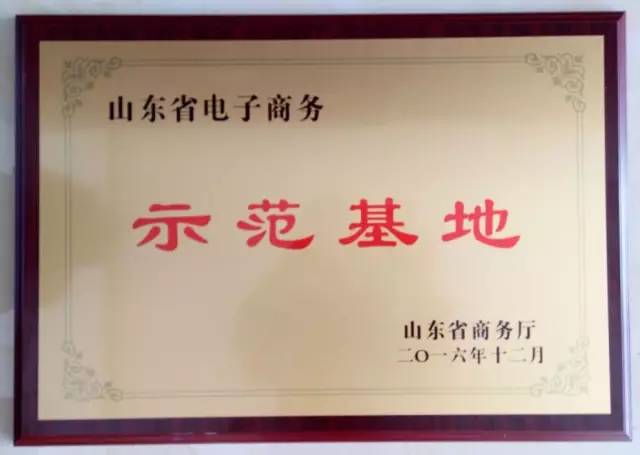 山东省电子商务
示范基地
山东省商务厅
二〇一六年十二月